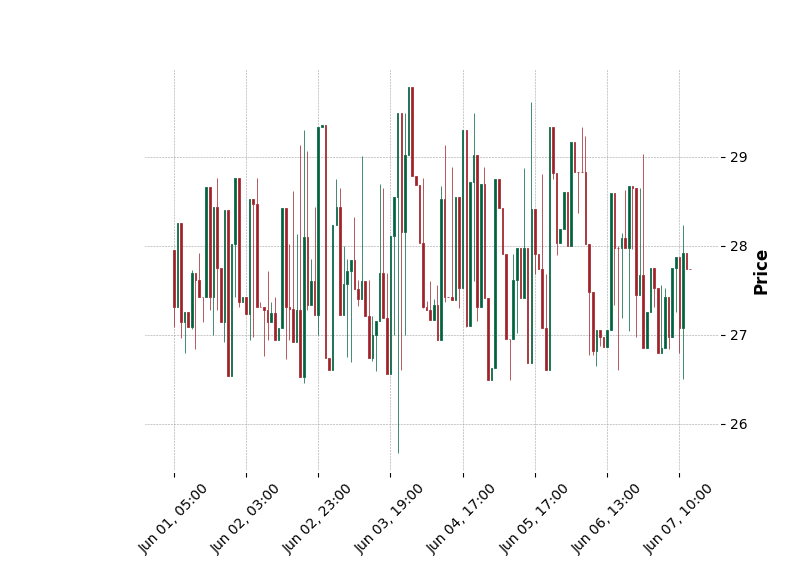 29
28
27
26
Price
Jun 01, 05:00
Jun 02, 03:00
Jun 02, 23:00
Jun 03, 19:00
Jun 04, 17:00
Jun 05, 17:00
Jun 06, 13:00
Jun 07, 10:00